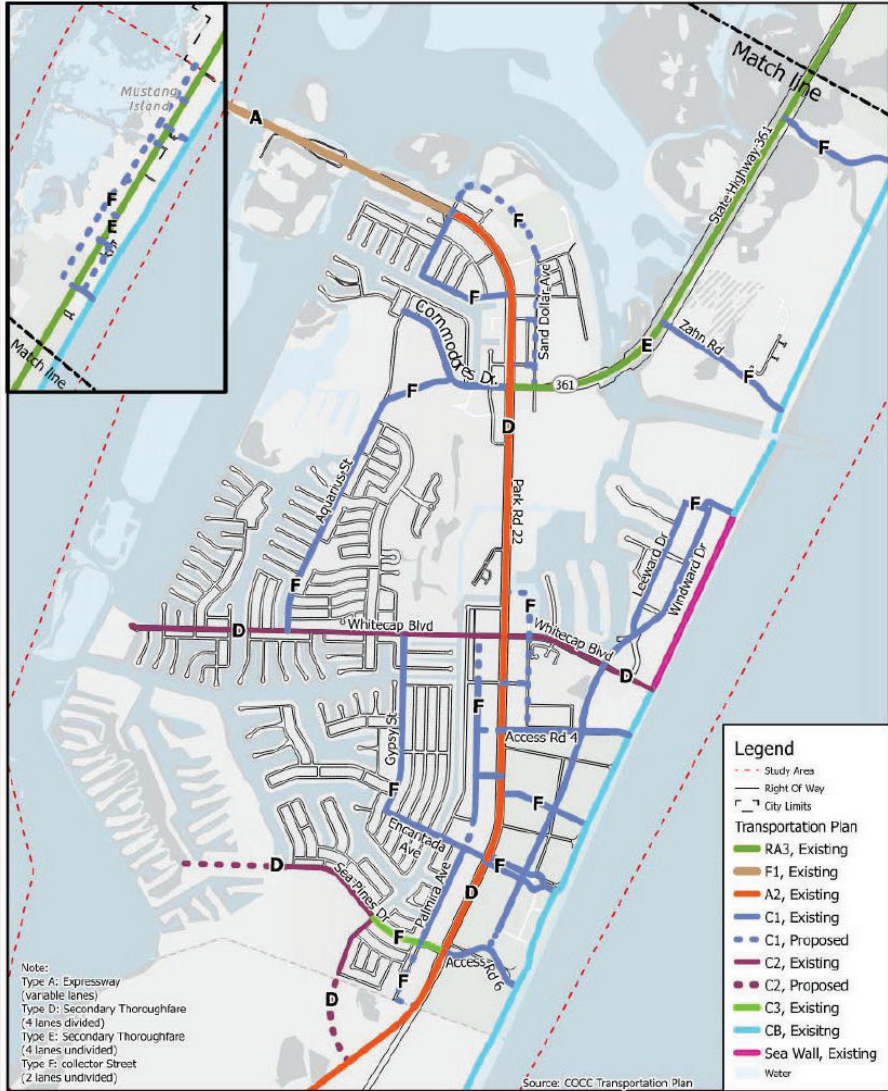 Mustang
Island
F
E
Match line
A
Match line
State Highway 361
F
F
Sand Dollar Ave
F
Commodores Dr.
E
Zahn Rd
F
361
F
D
Aquarius St
Park Rd 22
F
Leeward Dr
Windward Dr
F
F
D
Whitecap Blvd
Whitecap Blvd
D
Gypsy St
F
Access Rd 4
F
F
Encantada
Ave
F
D
Sea Pines Dr
Palmira Ave
D
F
Access Rd 6
F
D
Note:
Type A: Expressway
(variable lanes)
Type D: Secondary Thoroughfare
(4 lanes divided)
Type E: Secondary Thoroughfare
(4 lanes undivided)
Type F: collector Street
(2 lanes undivided)
Source: COCC Transportation Plan
Legend
Study Area
Right Of Way
City Limits
Transportation Plan
RA3, Existing
F1, Existing
A2, Existing
C1, Existing
C1, Proposed
C2, Existing
C2, Proposed
C3, Existing
CB, Exisitng
Sea Wall, Existing
Water